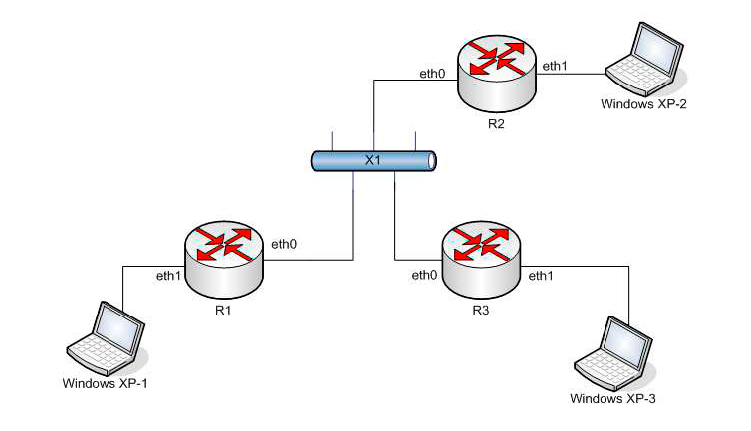 eth0
eth1
Windows XP-2
R2
X1
eth0
eth1
R1
Windows XP-1
eth0
eth1
R3
Windows XP-3